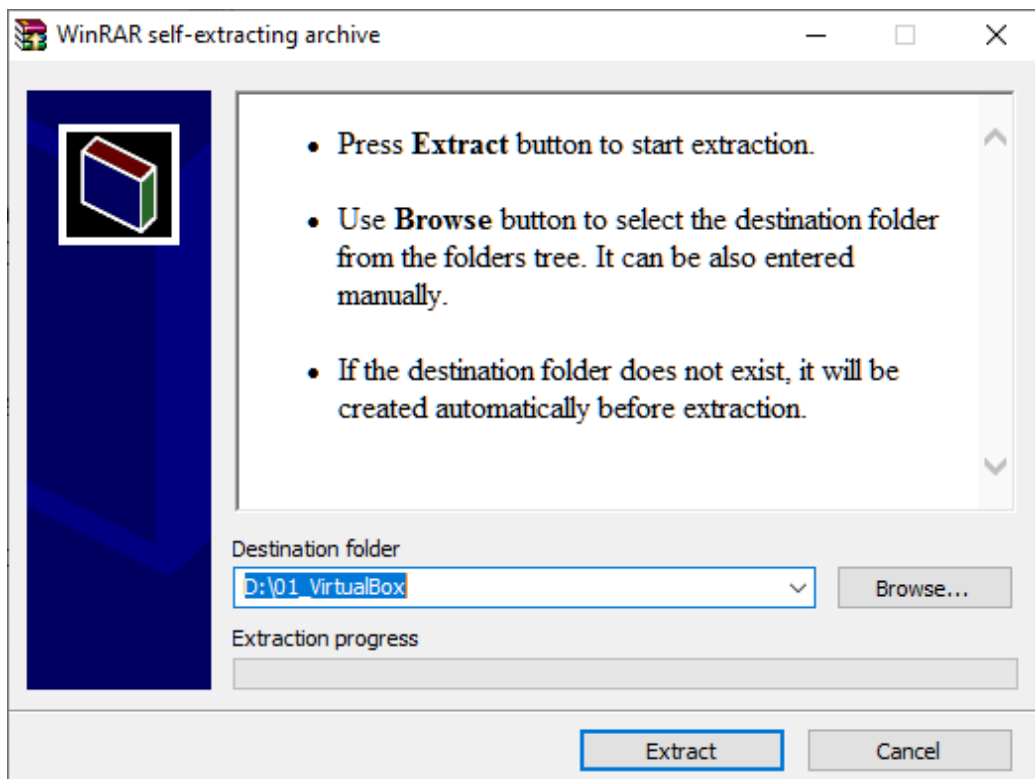 WinRAR self-extracting archive
• Press Extract button to start extraction.
• Use Browse button to select the destination folder
from the folders tree. It can be also entered
manually.
• If the destination folder does not exist, it will be
created automatically before extraction.
Destination folder
D:\01_VirtualBox
Browse...
Extraction progress
Extract
Cancel